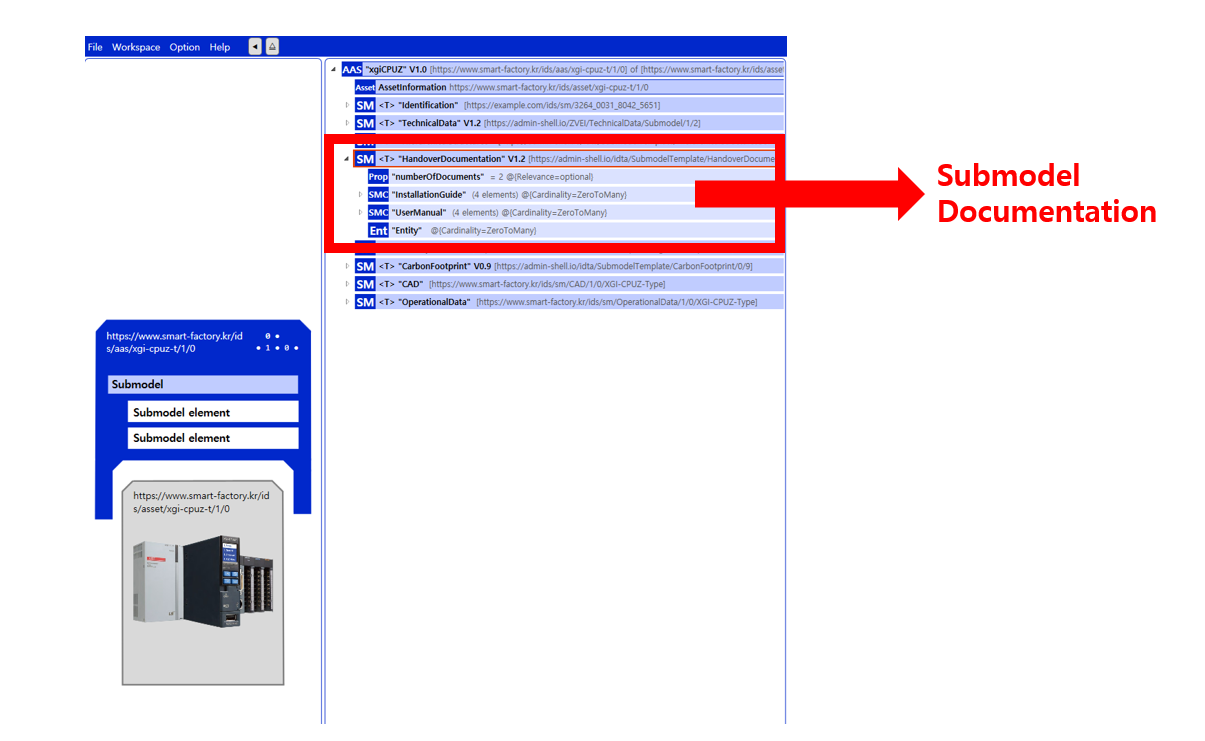 File Workspace Option Help
AAS "xgiCPUZ" V1.0 [https://www.smart-factory.kr/ids/aas/xgi-cpuz-t/1/0] of [https://www.smart-factory.kr/ids/asse
Asset AssetInformation https://www.smart-factory.kr/ids/asset/xgi-cpuz-t/1/0
SM <T> "Identification" [https://example.com/ids/sm/3264_0031_8042_5651]
SM <T> "TechnicalData" V1.2 [https://admin-shell.io/ZVEI/TechnicalData/Submodel/1/2]
SM <T> "HandoverDocumentation" V1.2 [https://admin-shell.io/idta/SubmodelTemplate/HandoverDocume
Prop "numberOfDocuments" = 2 @{Relevance=optional}
SMC "InstallationGuide" (4 elements) @{Cardinality=ZeroToMany}
SMC "UserManual" (4 elements) @{Cardinality=ZeroToMany}
Ent "Entity" @{Cardinality=ZeroToMany}
SM <T> "CarbonFootprint" V0.9 [https://admin-shell.io/idta/SubmodelTemplate/CarbonFootprint/0/9]
SM <T> "CAD" [https://www.smart-factory.kr/ids/sm/CAD/1/0/XGI-CPUZ-Type]
SM <T> "OperationalData" [https://www.smart-factory.kr/ids/sm/OperationalData/1/0/XGI-CPUZ-Type]
Submodel
Documentation
https://www.smart-factory.kr/id
s/aas/xgi-cpuz-t/1/0
0 •
• 1 • 0 •
Submodel
Submodel element
Submodel element
https://www.smart-factory.kr/id
s/asset/xgi-cpuz-t/1/0